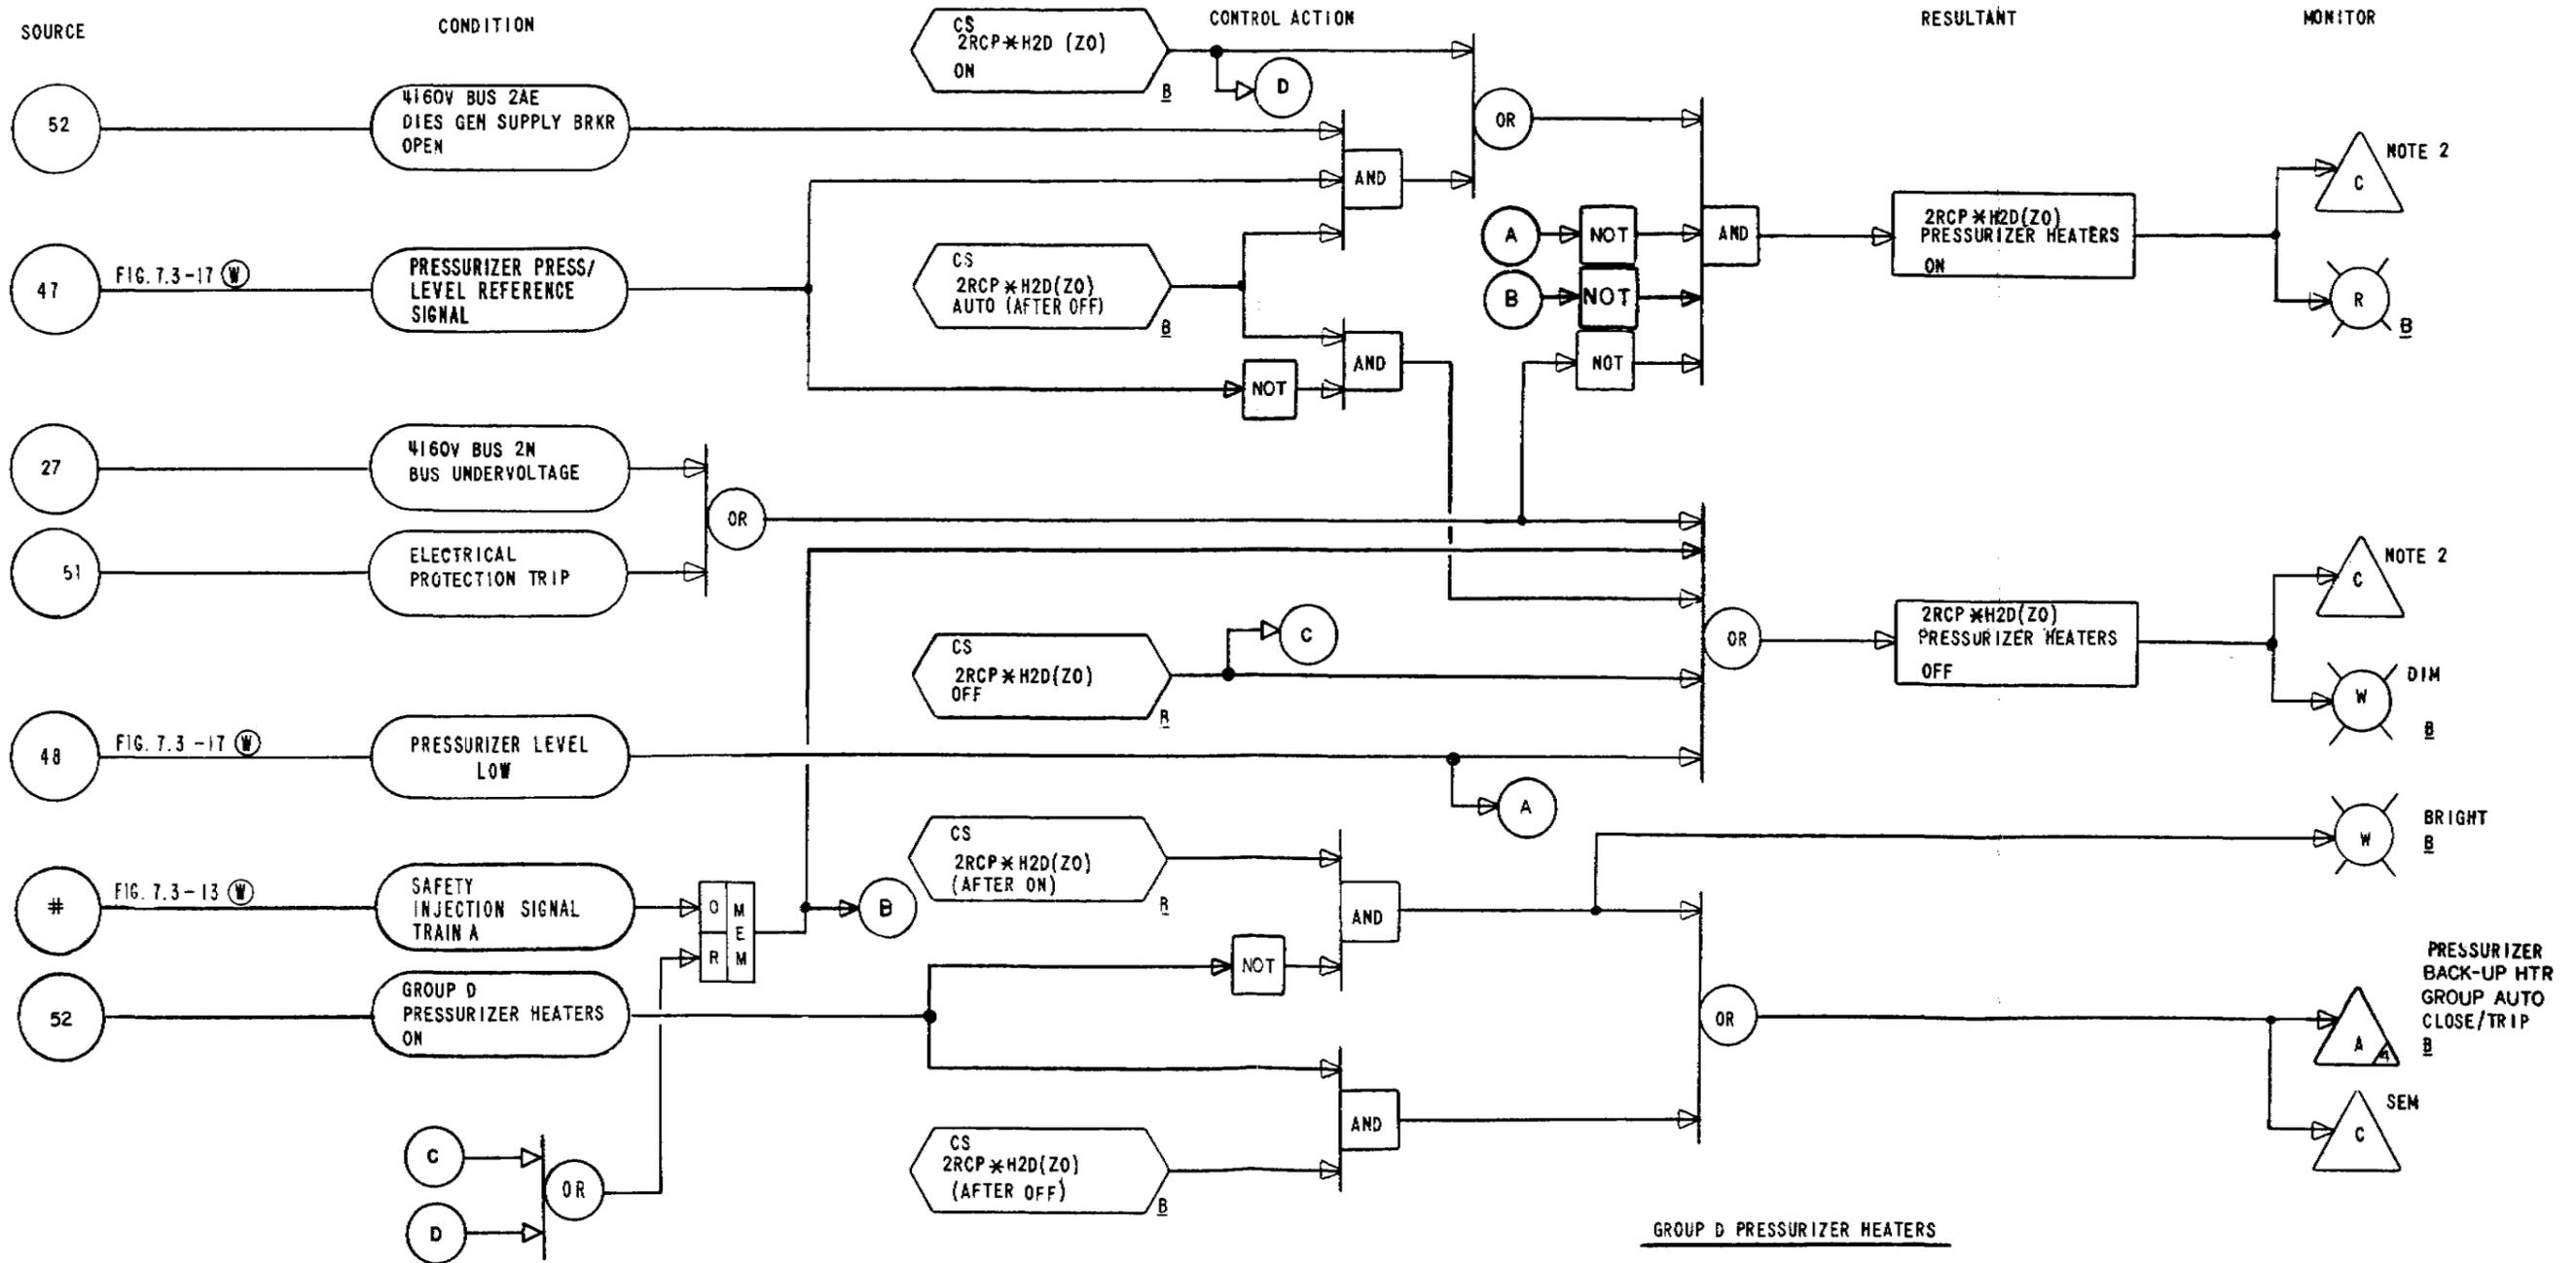 SOURCE
CONDITION
CONTROL ACTION
RESULTANT
MONITOR
CS
2RCP*H2D (ZO)
ON
B
D
52
4160V BUS 2AE
DIES GEN SUPPLY BRKR
OPEN
OR
AND
NOTE 2
C
A
NOT
AND
2RCP*H2D(ZO)
PRESSURIZER HEATERS
ON
47
FIG. 7.3-17 W
PRESSURIZER PRESS/
LEVEL REFERENCE
SIGNAL
CS
2RCP*H2D(ZO)
AUTO (AFTER OFF)
B
B
NOT
R
B
NOT
AND
NOT
27
4160V BUS 2N
BUS UNDERVOLTAGE
OR
51
ELECTRICAL
PROTECTION TRIP
NOTE 2
C
C
CS
2RCP*H2D(ZO)
OFF
B
OR
2RCP*H2D(ZO)
PRESSURIZER HEATERS
OFF
DIM
W
B
48
FIG. 7.3-17 W
PRESSURIZER LEVEL
LOW
A
CS
2RCP*H2D(ZO)
(AFTER ON)
B
BRIGHT
W
B
#
FIG. 7.3-13 W
SAFETY
INJECTION SIGNAL
TRAIN A
O
R
MEM
B
AND
NOT
52
GROUP D
PRESSURIZER HEATERS
ON
OR
PRESSURIZER
BACK-UP HTR
GROUP AUTO
CLOSE/TRIP
B
A
4
AND
SEM
C
C
D
OR
CS
2RCP*H2D(ZO)
(AFTER OFF)
B
GROUP D PRESSURIZER HEATERS